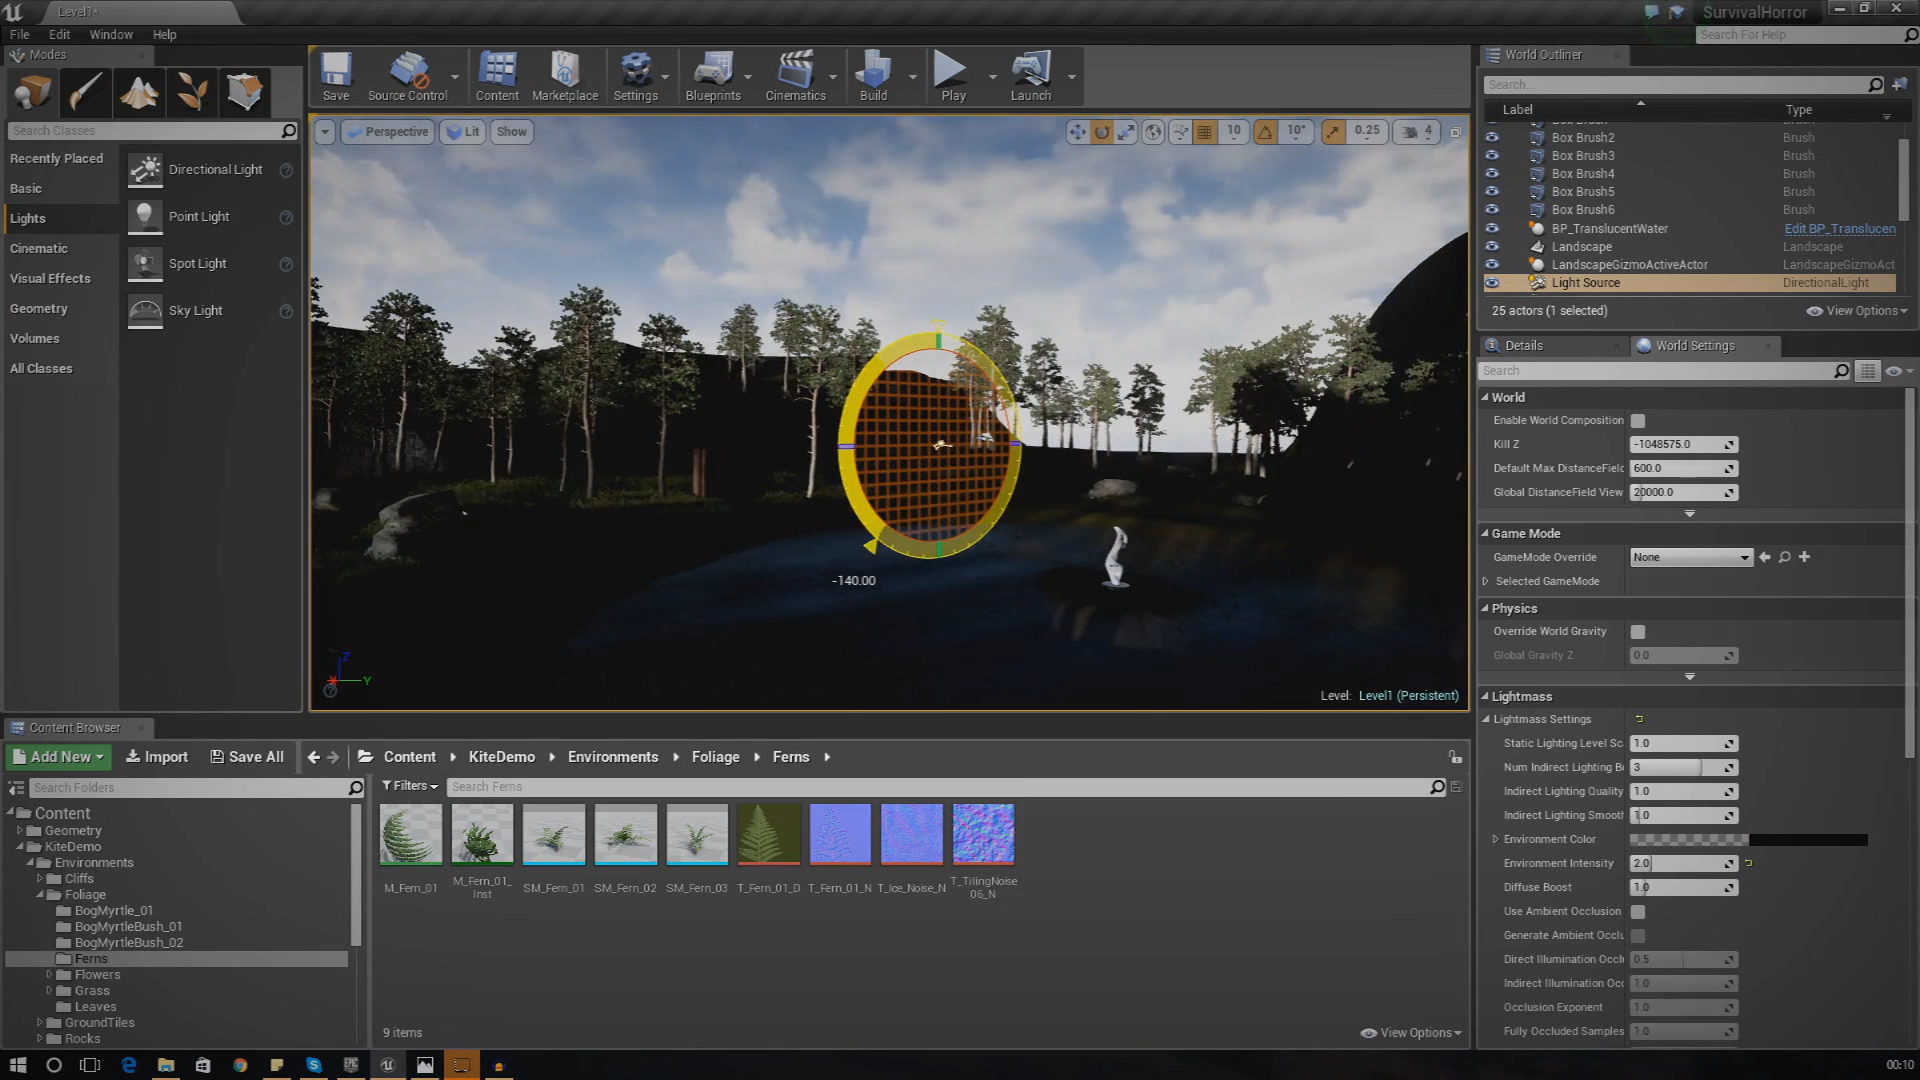 Level1*
SurvivalHorror
File Edit Window Help
Search For Help
Modes
Save
Source Control
Content
Marketplace
Settings
Blueprints
Cinematics
Build
Play
Launch
Search Classes
Recently Placed
Basic
Lights
Cinematic
Visual Effects
Geometry
Volumes
All Classes
Directional Light
Point Light
Spot Light
Sky Light
Perspective
Lit
Show
10
10°
0.25
4
-140.00
Z
Y
Level: Level1 (Persistent)
World Outliner
Search...
Label Type
Box Brush2 Brush
Box Brush3 Brush
Box Brush4 Brush
Box Brush5 Brush
Box Brush6 Brush
BP_TranslucentWater Edit BP_Translucen
Landscape Landscape
LandscapeGizmoActiveActor LandscapeGizmoAct
Light Source DirectionalLight
25 actors (1 selected) View Options
Details
World Settings
Search
World
Enable World Composition
Kill Z -1048575.0
Default Max DistanceField 600.0
Global DistanceField View 20000.0
Game Mode
GameMode Override None
Selected GameMode
Physics
Override World Gravity
Global Gravity Z 0.0
Lightmass
Lightmass Settings
Static Lighting Level Sc 1.0
Num Indirect Lighting B 3
Indirect Lighting Quality 1.0
Indirect Lighting Smooth 1.0
Environment Color
Environment Intensity 2.0
Diffuse Boost 1.0
Use Ambient Occlusion
Generate Ambient Occlu
Direct Illumination Occl 0.5
Indirect Illumination Occ 1.0
Occlusion Exponent 1.0
Fully Occluded Samples 1.0
Content Browser
Add New Import Save All
Content KiteDemo Environments Foliage Ferns
Search Folders
Filters
Search Ferns
Content
Geometry
KiteDemo
Environments
Cliffs
Foliage
BogMyrtle_01
BogMyrtleBush_01
BogMyrtleBush_02
Ferns
Flowers
Grass
Leaves
GroundTiles
Rocks
M_Fern_01
M_Fern_01_
Inst
SM_Fern_01
SM_Fern_02
SM_Fern_03
T_Fern_01_D
T_Fern_01_N
T_Ice_Noise_N
T_TilingNoise
06_N
9 items
View Options
00:10